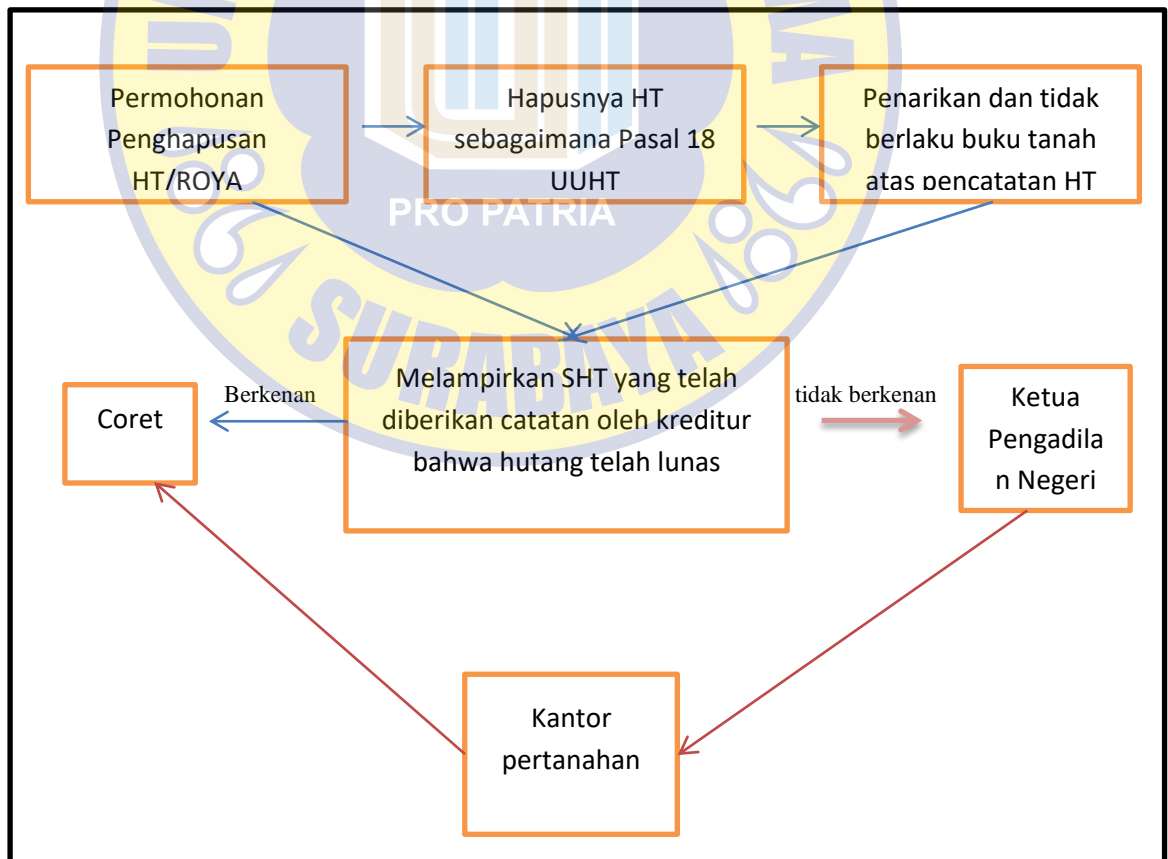 Permohonan
Penghapusan
HT/ROYA
Hapusnya HT
sebagaimana Pasal 18
UUHT
Penarikan dan tidak
berlaku buku tanah
atas pencatatan HT
PRO PATRIA
SURABAYA
Coret
Berkenan
Melampirkan SHT yang telah
diberikan catatan oleh kreditur
bahwa hutang telah lunas
tidak berkenan
Ketua
Pengadila
n Negeri
Kantor
pertanahan